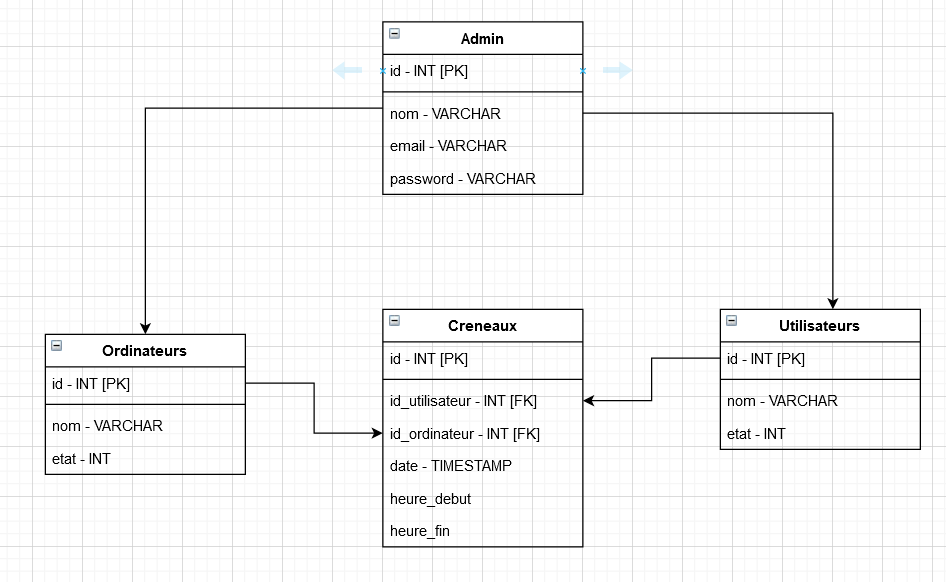 Admin
id - INT [PK]
nom - VARCHAR
email - VARCHAR
password - VARCHAR
Ordinateurs
id - INT [PK]
nom - VARCHAR
etat - INT
Creneaux
id - INT [PK]
id_utilisateur - INT [FK]
id_ordinateur - INT [FK]
date - TIMESTAMP
heure_debut
heure_fin
Utilisateurs
id - INT [PK]
nom - VARCHAR
etat - INT